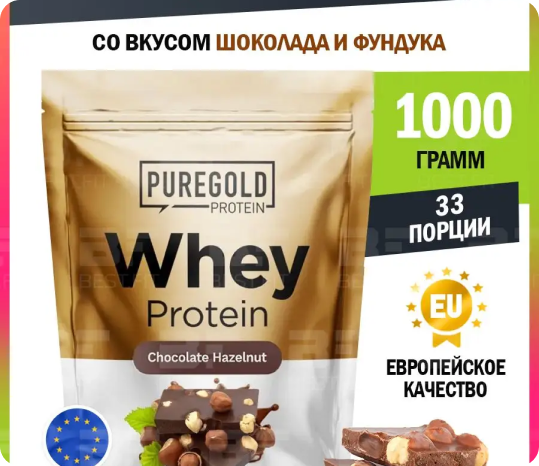 СО ВКУСОМ ШОКОЛАДА И ФУНДУКА
1000
ГРАММ
33
ПОРЦИИ
PUREGOLD
PROTEIN
Whey
Protein
Chocolate Hazelnut
EU
ЕВРОПЕЙСКОЕ
КАЧЕСТВО